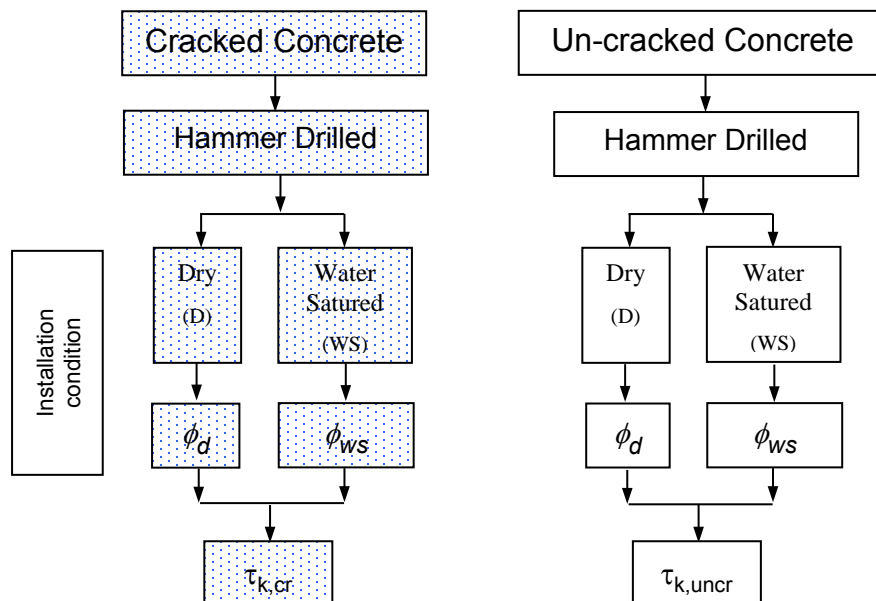 Cracked Concrete
Un-cracked Concrete
Hammer Drilled
Hammer Drilled
Installation
condition
Dry
(D)
Water
Satured
(WS)
Dry
(D)
Water
Satured
(WS)
ϕd
ϕws
ϕd
ϕws
τk,cr
τk,uncr